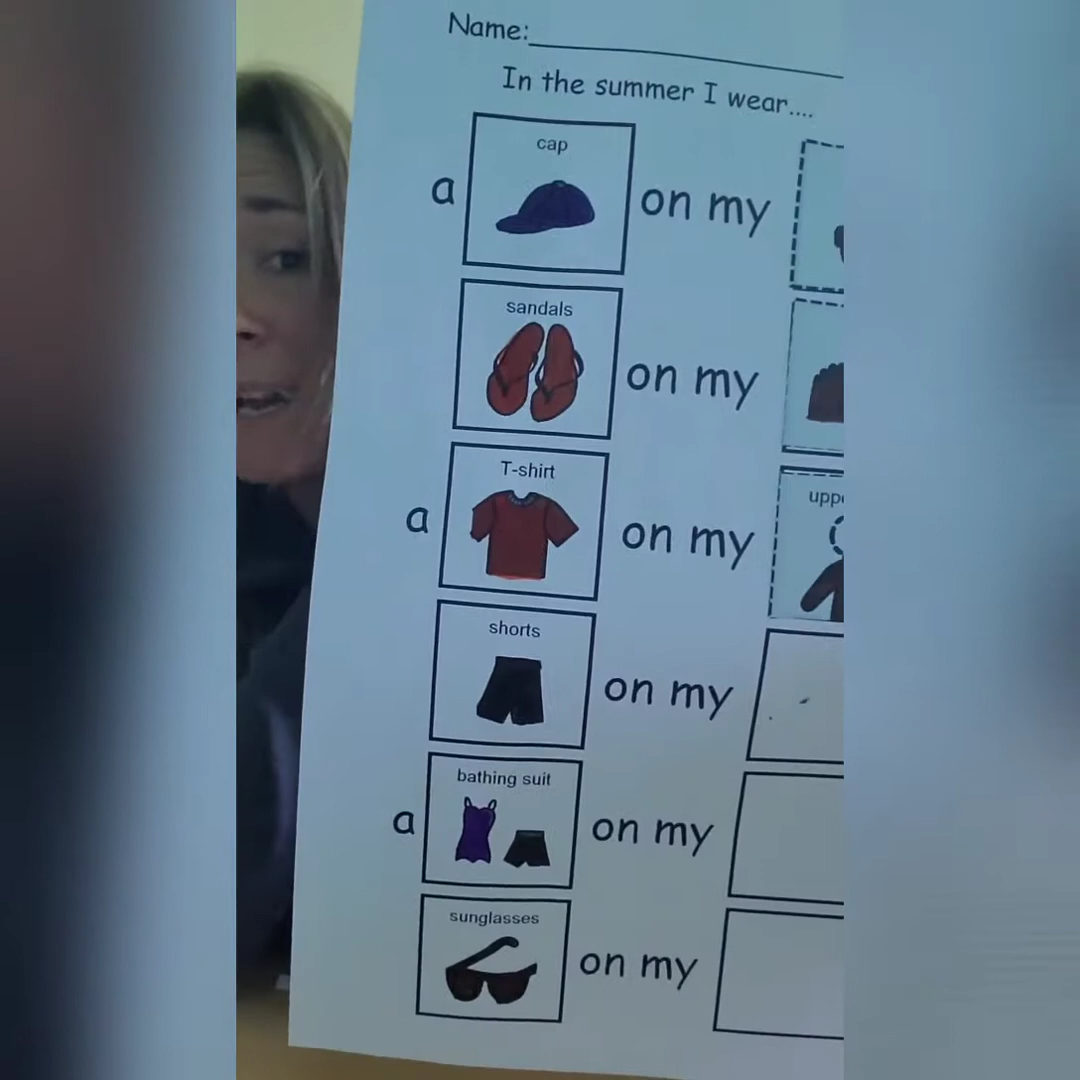 Name:
In the summer I wear....
cap
a on my
sandals
on my
T-shirt
a on my
shorts
on my
bathing suit
a on my
sunglasses
on my